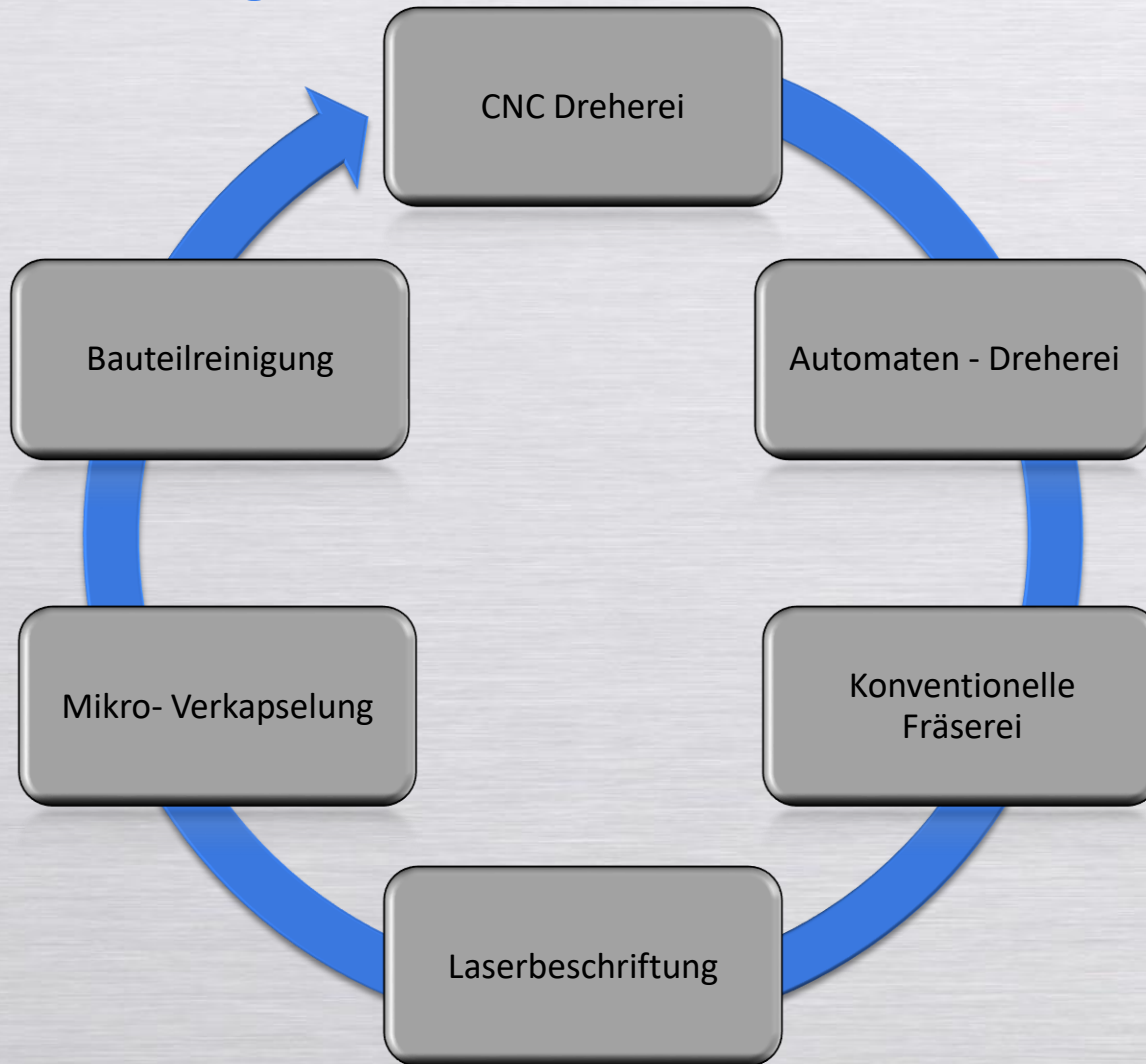 CNC Dreherei
Automaten - Dreherei
Konventionelle
Fräserei
Laserbeschriftung
Mikro- Verkapselung
Bauteilreinigung